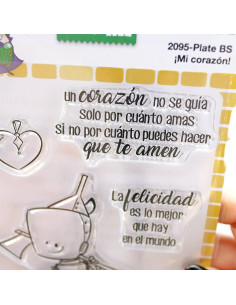 2095-Plate BS
¡Mi corazón!
un corazón no se guía
solo por cuánto amas
si no por cuánto puedes hacer
que te amen
La felicidad
es lo mejor
que hay
en el mundo